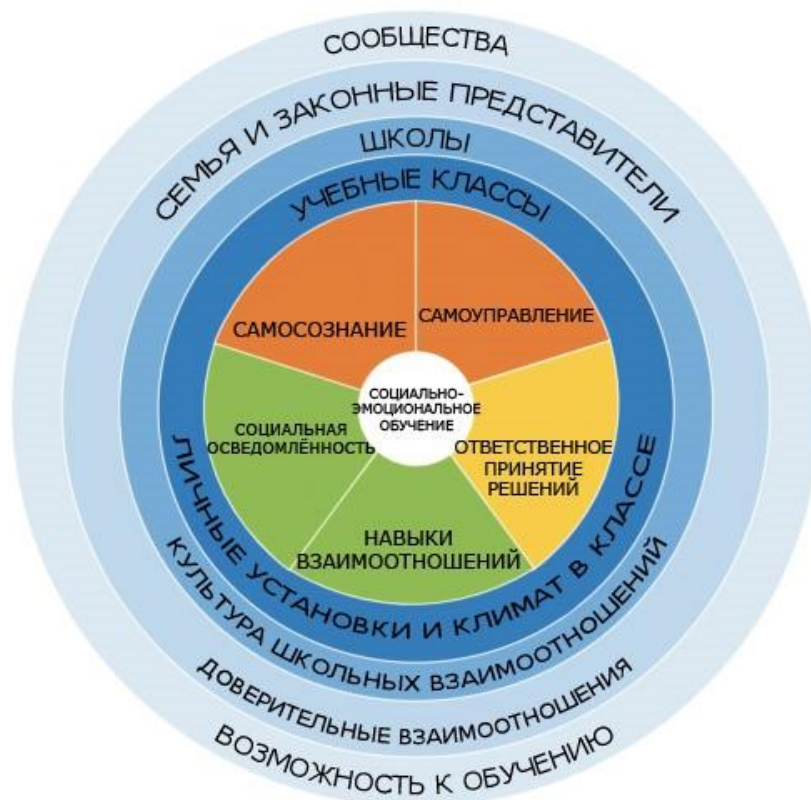 СООБЩЕСТВА
СЕМЬЯ И ЗАКОННЫЕ ПРЕДСТАВИТЕЛИ
ШКОЛЫ
УЧЕБНЫЕ КЛАССЫ
САМОСОЗНАНИЕ
САМОУПРАВЛЕНИЕ
СОЦИАЛЬНО-
ЭМОЦИОНАЛЬНОЕ
ОБУЧЕНИЕ
СОЦИАЛЬНАЯ
ОСВЕДОМЛЁННОСТЬ
ОТВЕТСТВЕННОЕ
ПРИНЯТИЕ
РЕШЕНИЙ
НАВЫКИ
ВЗАИМООТНОШЕНИЙ
ЛИЧНЫЕ УСТАНОВКИ И КЛИМАТ В КЛАССЕ
КУЛЬТУРА ШКОЛЬНЫХ ВЗАИМООТНОШЕНИЙ
ДОВЕРИТЕЛЬНЫЕ ВЗАИМООТНОШЕНИЯ
ВОЗМОЖНОСТЬ К ОБУЧЕНИЮ